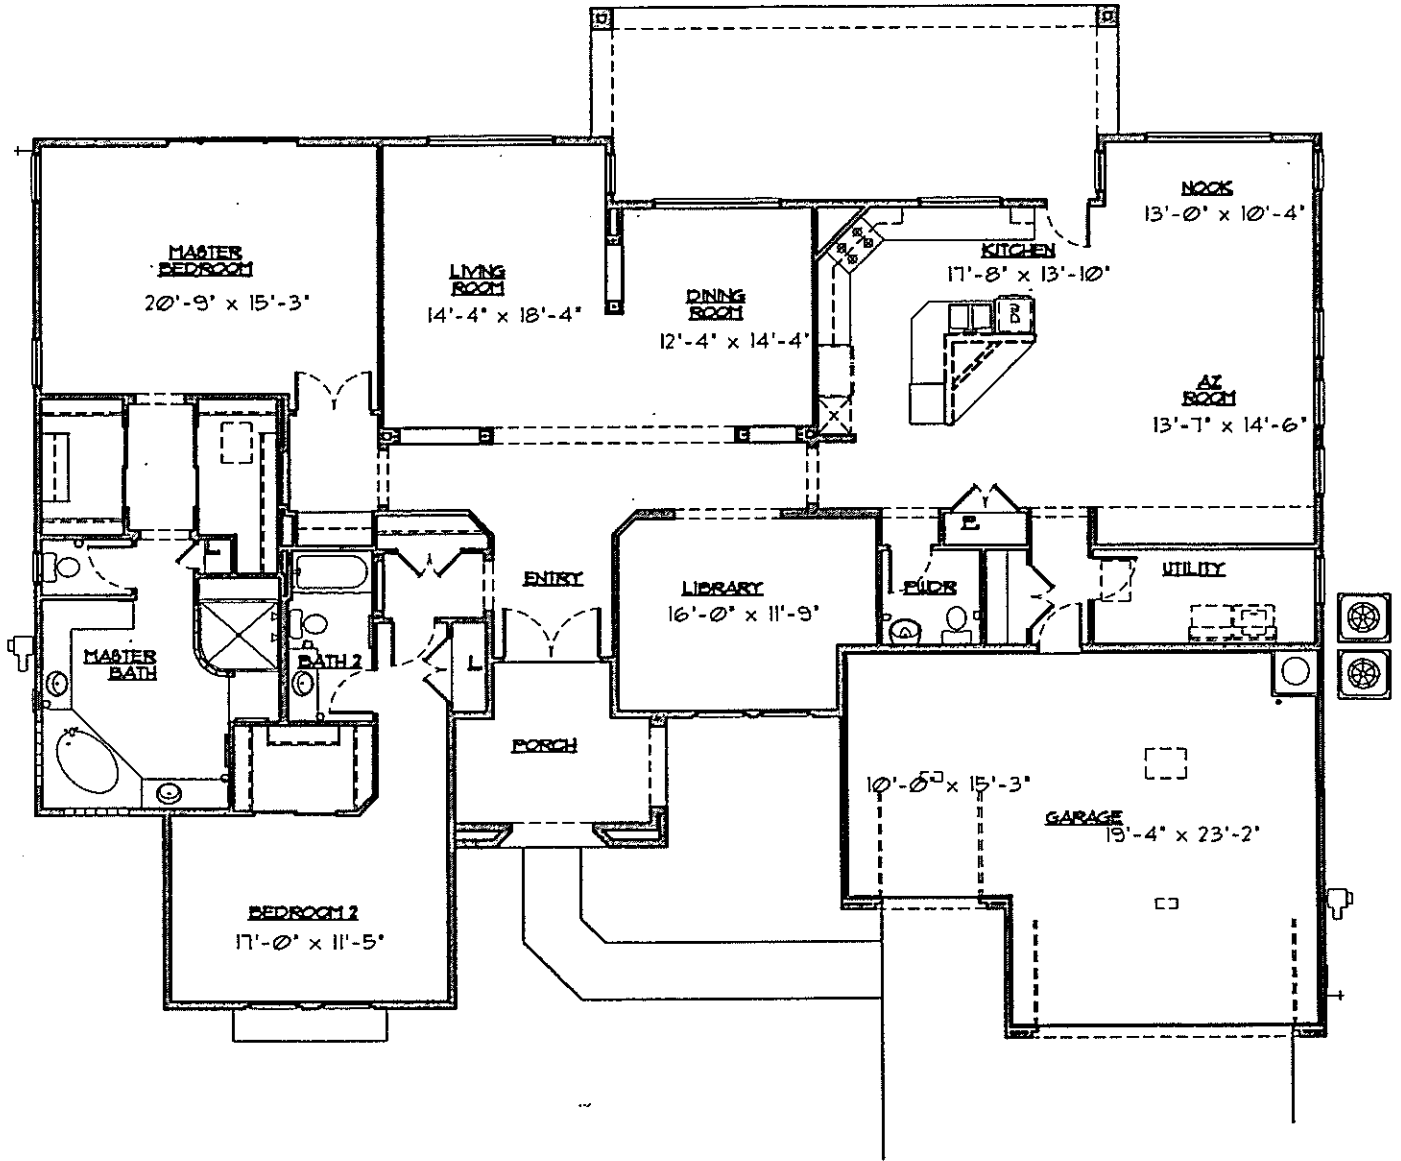 NOOK
13'-0" x 10'-4"
MASTER
BEDROOM
20'-9" x 15'-3"
LIVING
ROOM
14'-4" x 18'-4"
DINING
ROOM
12'-4" x 14'-4"
KITCHEN
17'-8" x 13'-10"
DW
AZ
ROOM
13'-7" x 14'-6"
P.
L
ENTRY
LIBRARY
16'-0" x 11'-9"
PWDR
UTILITY
MASTER
BATH
BATH 2
L
PORCH
10'-0" x 15'-3"
GARAGE
19'-4" x 23'-2"
BEDROOM 2
17'-0" x 11'-5"